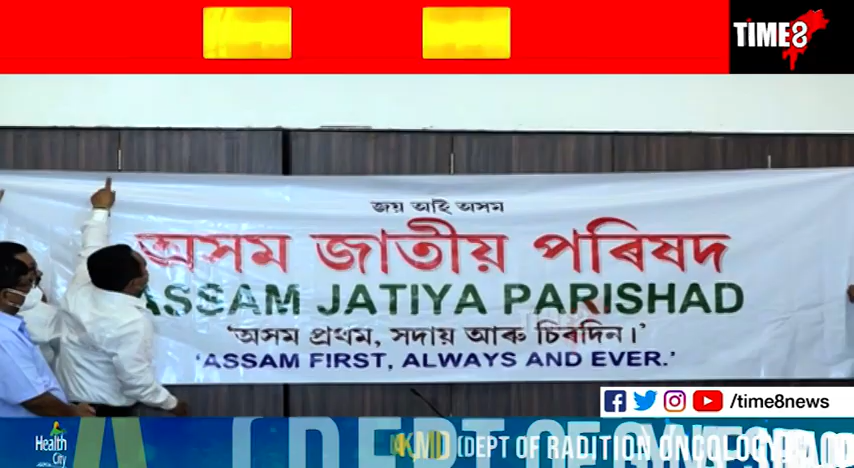 TIME8
জয় আই অসম
অসম জাতীয় পৰিষদ
ASSAM JATIYA PARISHAD
'অসম প্ৰথম, সদায় আৰু চিৰদিন।'
'ASSAM FIRST, ALWAYS AND EVER.'
/time8news
Health
City
(DEPT OF RADITION ONCOLOGY